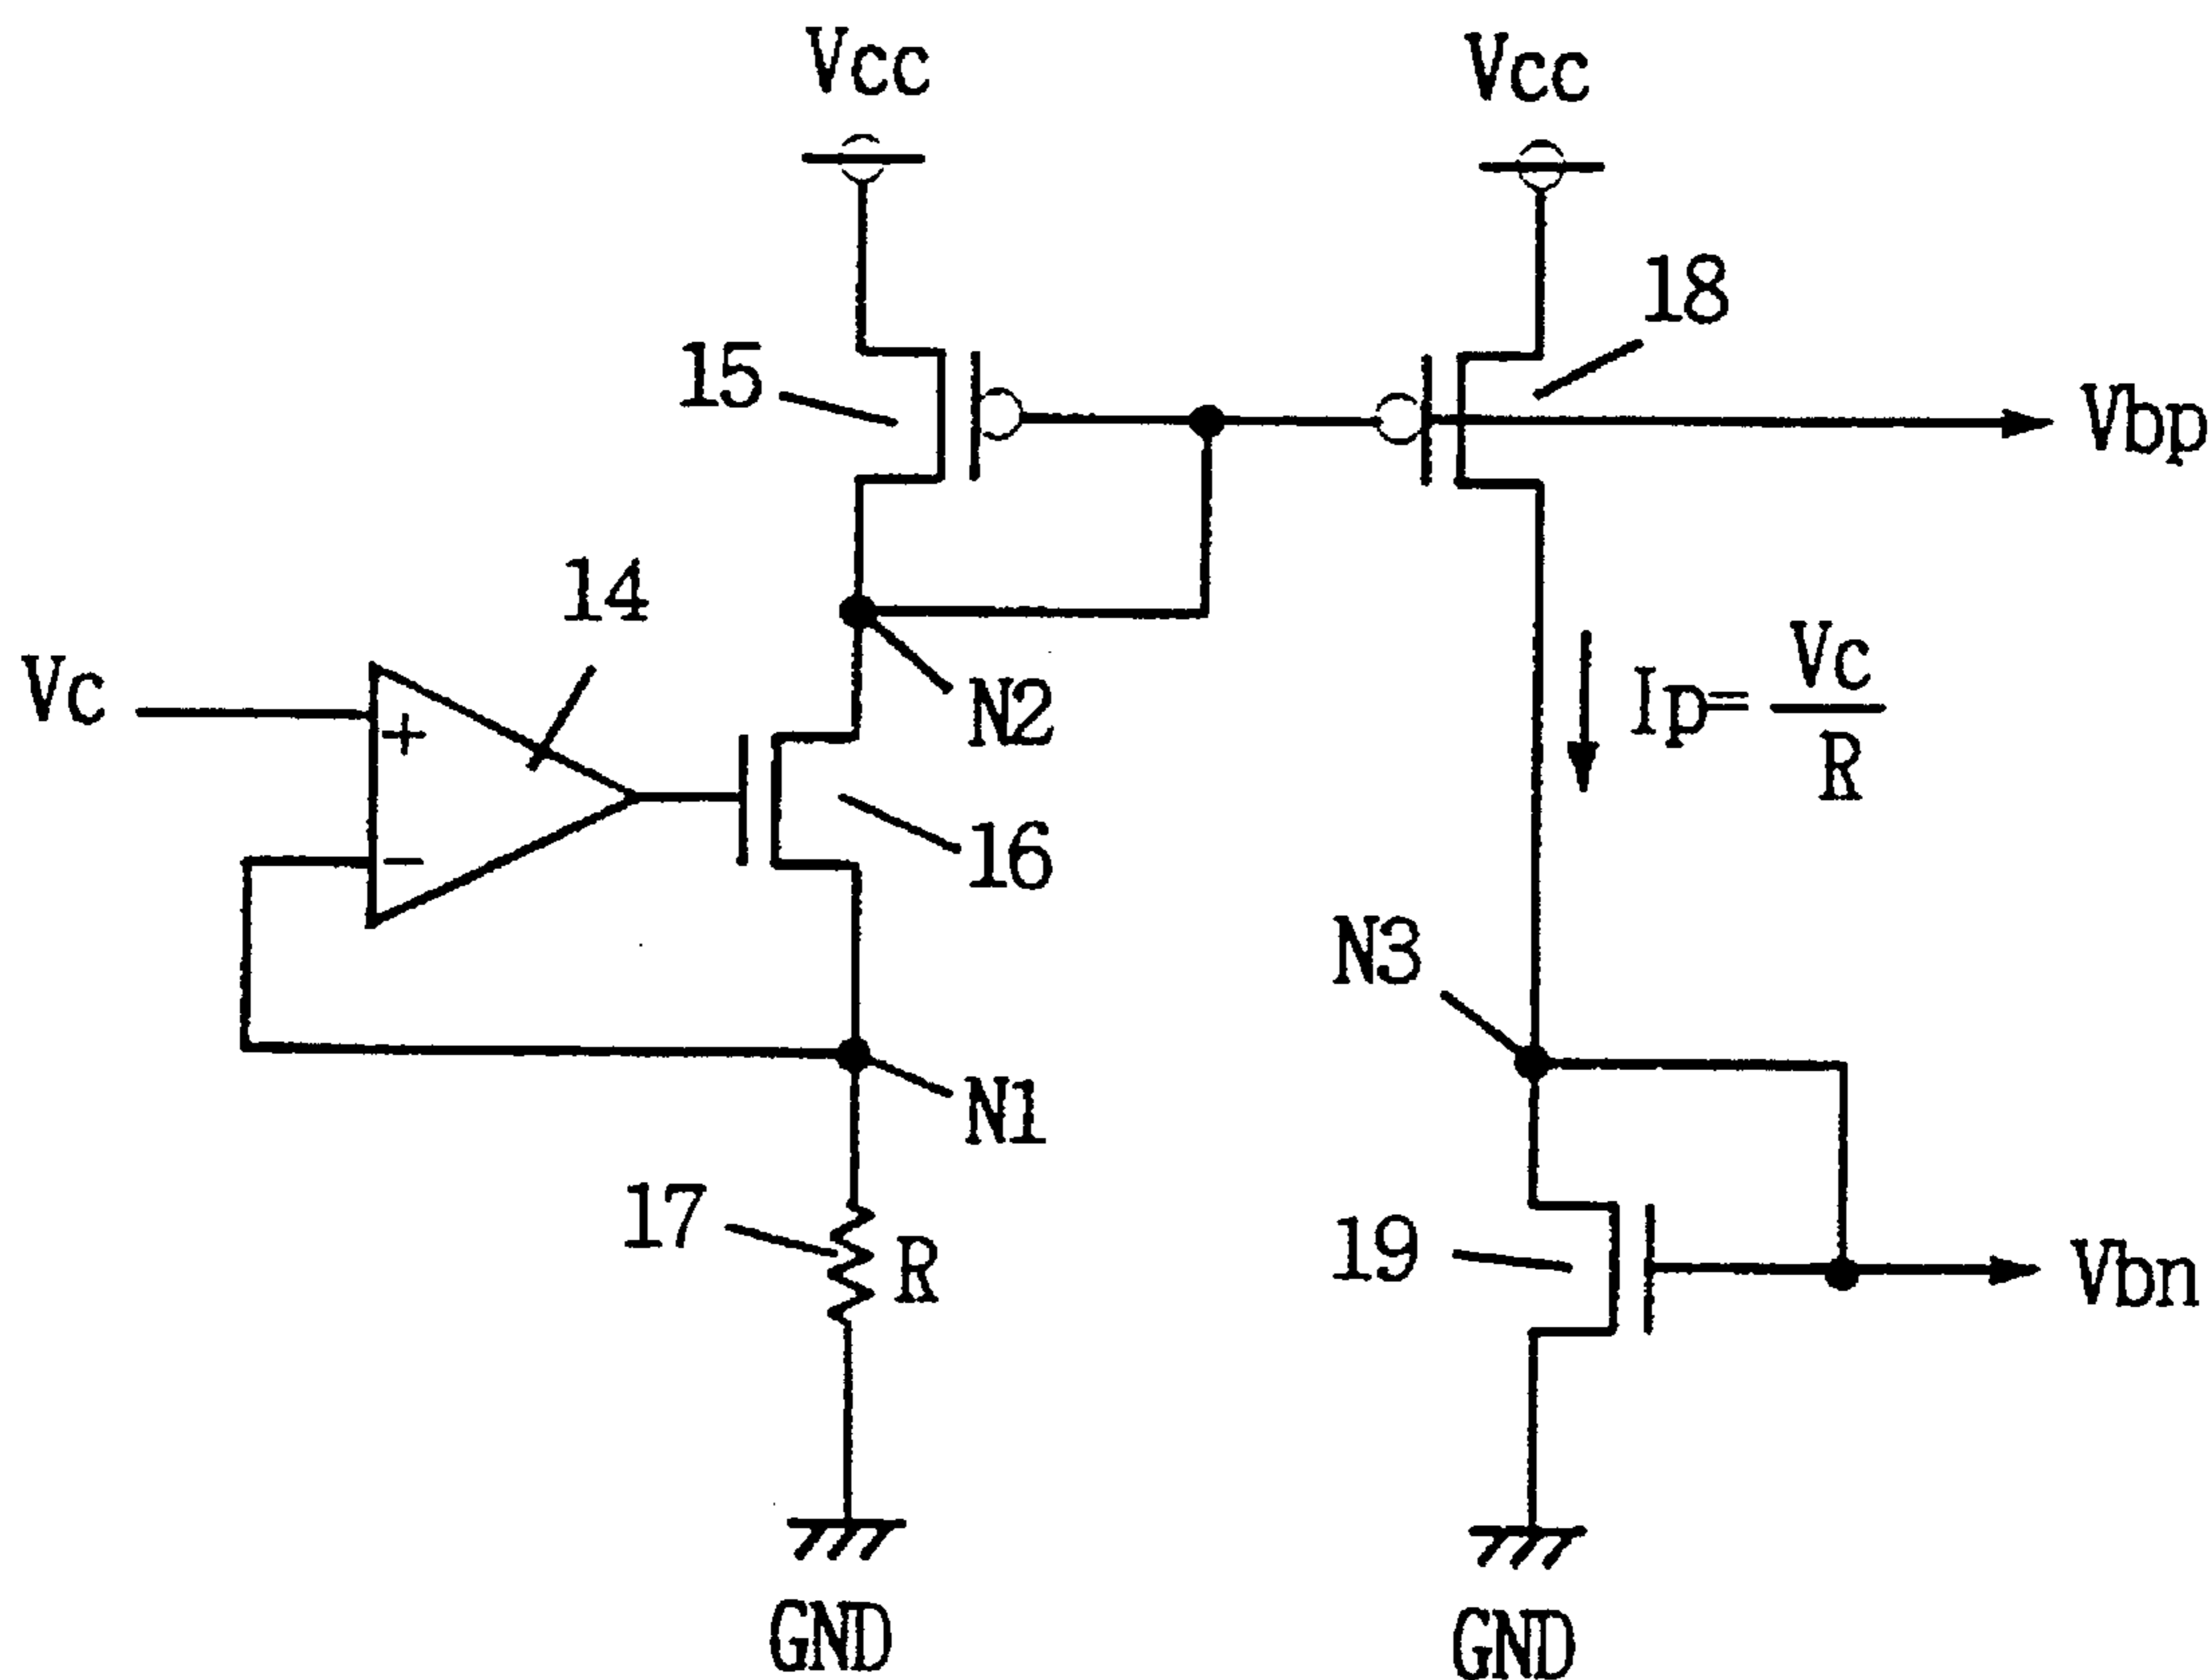 Vcc
Vcc
18
15
Vbp
14
Vc
+
N2
Ip=Vc/R
16
−
N3
N1
17
R
19
Vbn
GND
GND